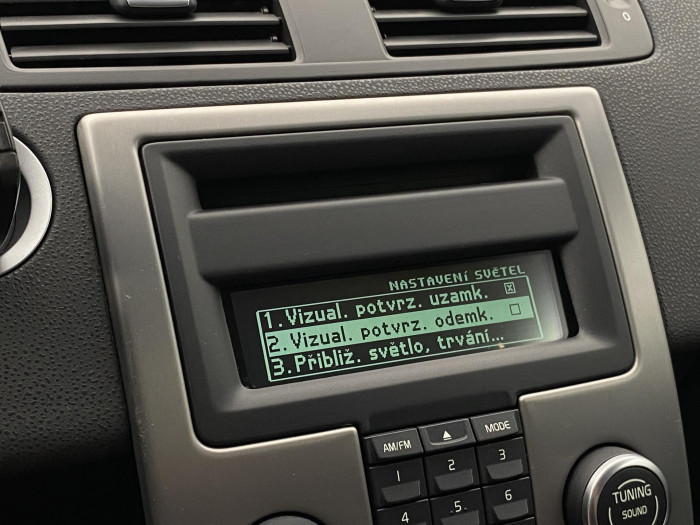 0
NASTAVENÍ SVĚTEL
1.Vizual. potvrz. uzamk.
2.Vizual. potvrz. odemk.
3.Přibliž. světlo, trvání...
AM/FM
MODE
1
2
3
4
5
6
TUNING
SOUND